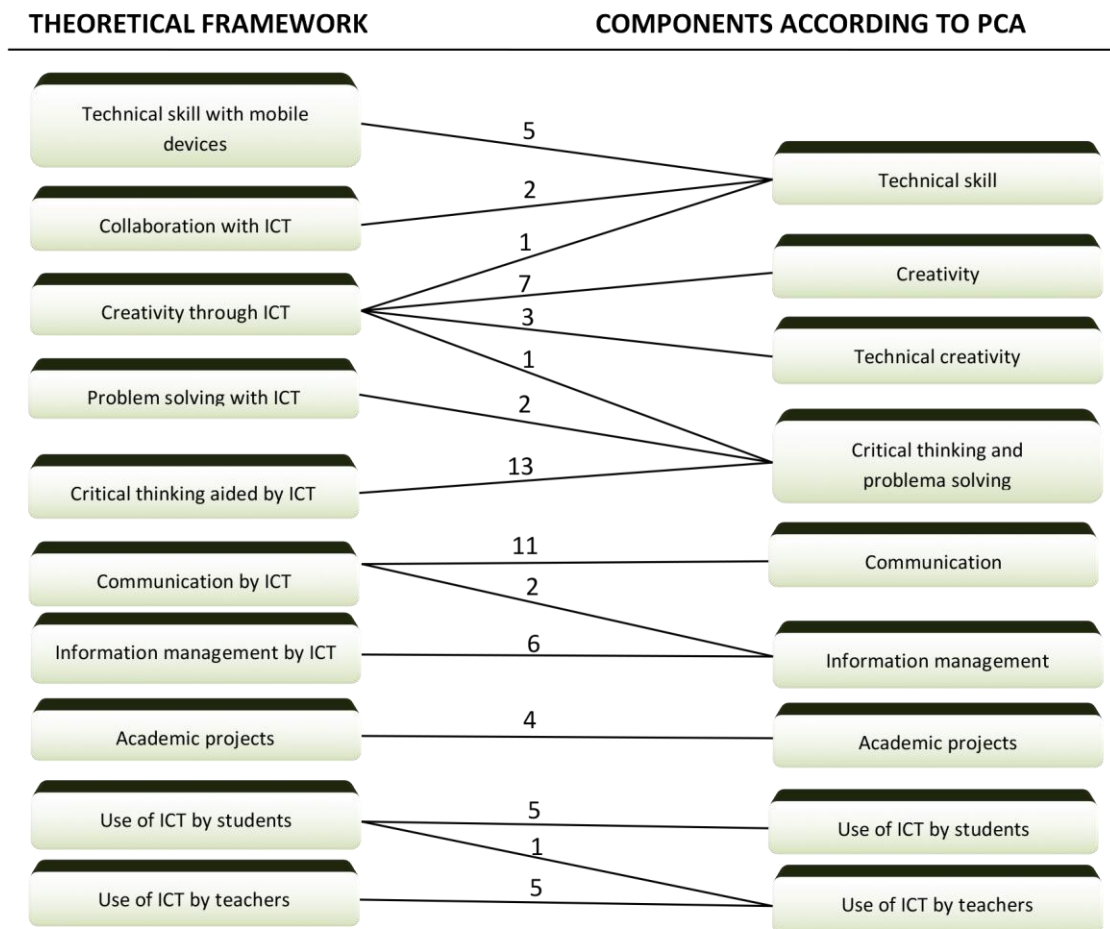 THEORETICAL FRAMEWORK
COMPONENTS ACCORDING TO PCA
Technical skill with mobile
devices
5
Technical skill
Collaboration with ICT
2
1
Creativity
Creativity through ICT
7
3
Technical creativity
1
Problem solving with ICT
2
Critical thinking and
problema solving
Critical thinking aided by ICT
13
Communication by ICT
11
Communication
2
Information management by ICT
6
Information management
Academic projects
4
Academic projects
Use of ICT by students
5
Use of ICT by students
1
Use of ICT by teachers
5
Use of ICT by teachers